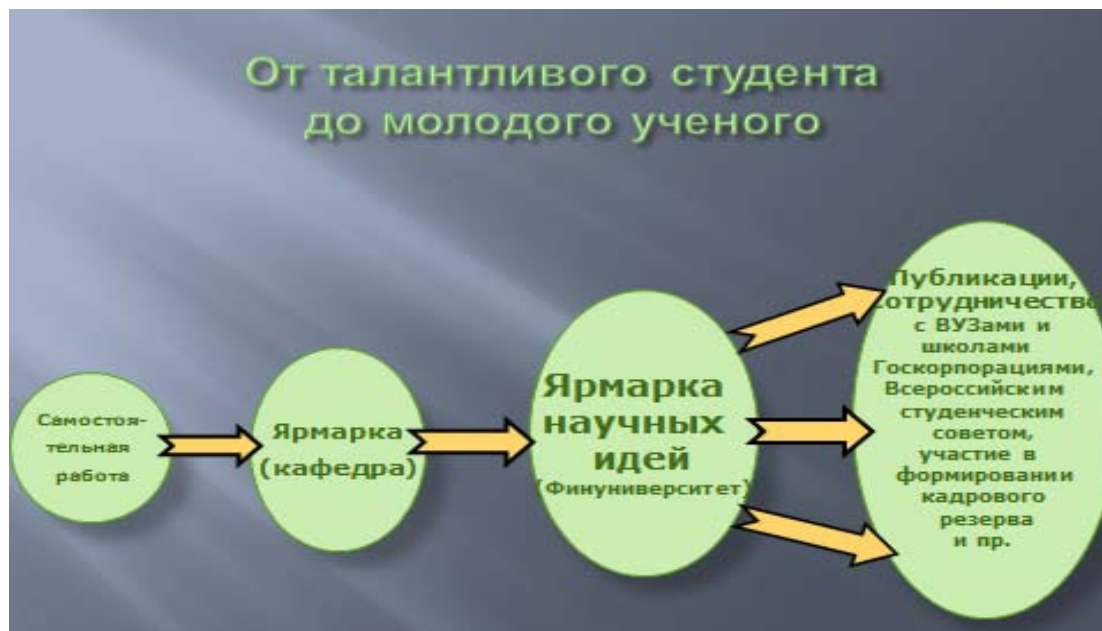 От талантливого студента
до молодого ученого
Самостоя-
тельная
работа
Ярмарка
(кафедра)
Ярмарка
научных
идей
(Финуниверситет)
Публикации,
сотрудничество
с ВУЗами и
школами
Госкорпорациями,
Всероссийским
студенческим
советом,
участие в
формировании
кадрового
резерва
и пр.